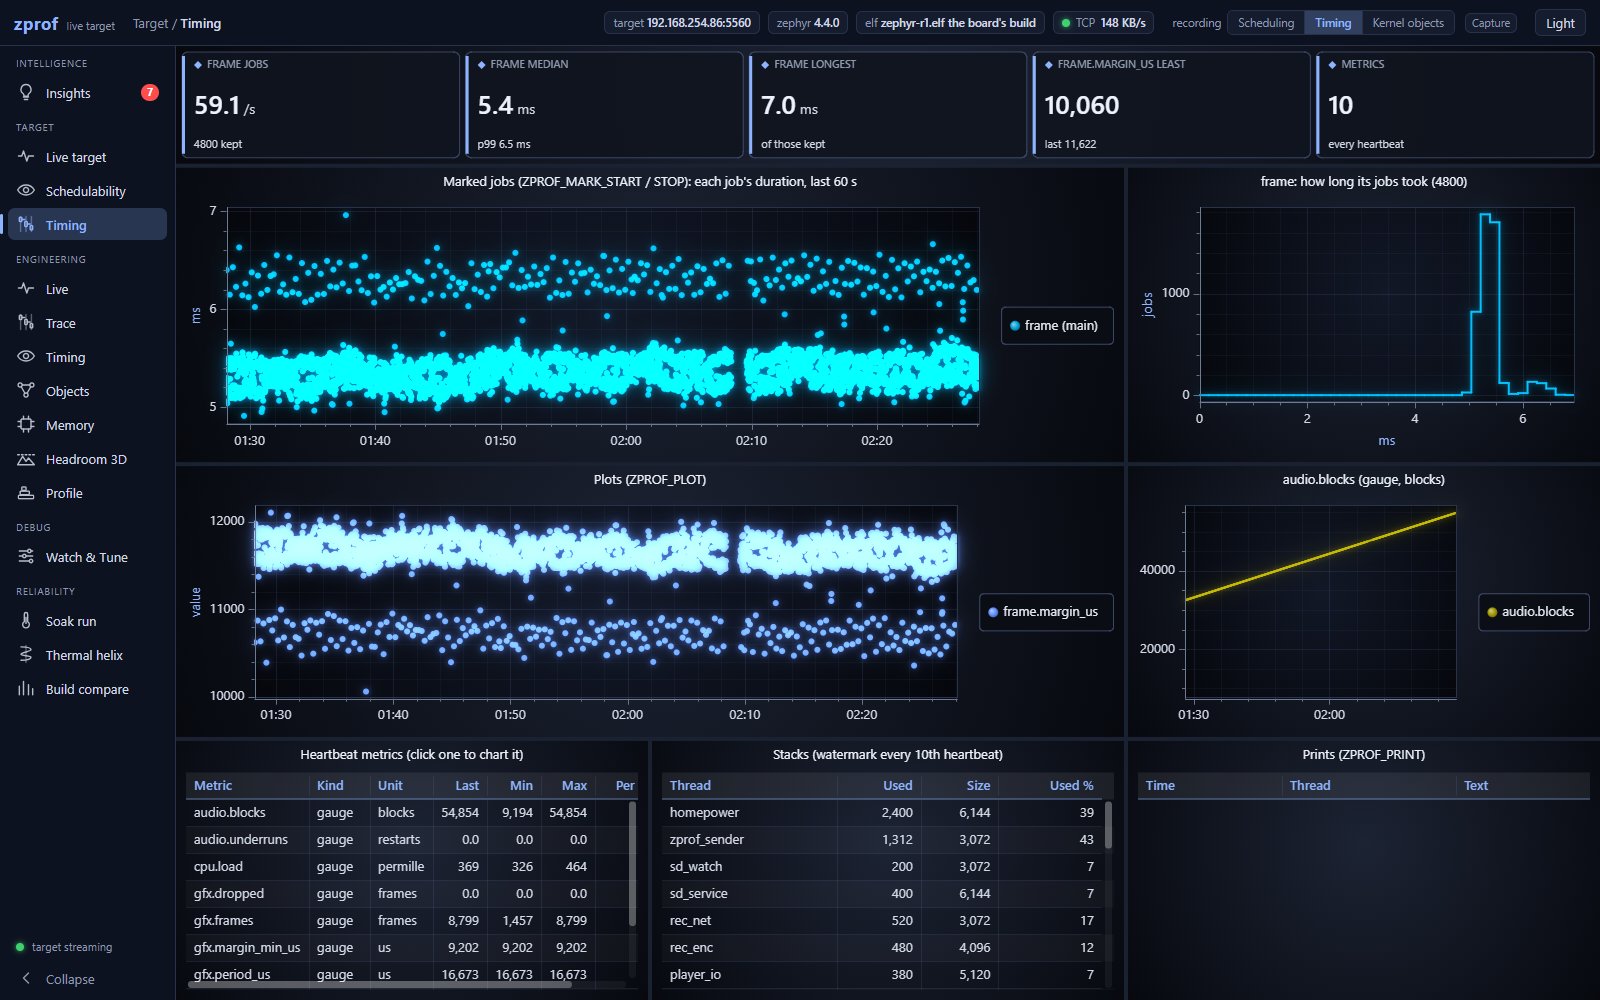 zprof live target
Target / Timing
target 192.168.254.86:5560
zephyr 4.4.0
elf zephyr-r1.elf the board's build
TCP 148 KB/s
recording
Scheduling
Timing
Kernel objects
Capture
Light
INTELLIGENCE
Insights 7
TARGET
Live target
Schedulability
Timing
ENGINEERING
Live
Trace
Timing
Objects
Memory
Headroom 3D
Profile
DEBUG
Watch & Tune
RELIABILITY
Soak run
Thermal helix
Build compare
target streaming
Collapse
FRAME JOBS
59.1 /s
4800 kept
FRAME MEDIAN
5.4 ms
p99 6.5 ms
FRAME LONGEST
7.0 ms
of those kept
FRAME.MARGIN_US LEAST
10,060
last 11,622
METRICS
10
every heartbeat
Marked jobs (ZPROF_MARK_START / STOP): each job's duration, last 60 s
7
6
5
ms
01:30 01:40 01:50 02:00 02:10 02:20
frame (main)
frame: how long its jobs took (4800)
1000
0
jobs
0 2 4 6
ms
Plots (ZPROF_PLOT)
12000
11000
10000
value
01:30 01:40 01:50 02:00 02:10 02:20
frame.margin_us
audio.blocks (gauge, blocks)
40000
20000
01:30 02:00
audio.blocks
Heartbeat metrics (click one to chart it)
Metric Kind Unit Last Min Max Per
audio.blocks gauge blocks 54,854 9,194 54,854
audio.underruns gauge restarts 0.0 0.0 0.0
cpu.load gauge permille 369 326 464
gfx.dropped gauge frames 0.0 0.0 0.0
gfx.frames gauge frames 8,799 1,457 8,799
gfx.margin_min_us gauge us 9,202 9,202 9,202
gfx.period_us gauge us 16,673 16,673 16,673
Stacks (watermark every 10th heartbeat)
Thread Used Size Used %
homepower 2,400 6,144 39
zprof_sender 1,312 3,072 43
sd_watch 200 3,072 7
sd_service 400 6,144 7
rec_net 520 3,072 17
rec_enc 480 4,096 12
player_io 380 5,120 7
Prints (ZPROF_PRINT)
Time Thread Text